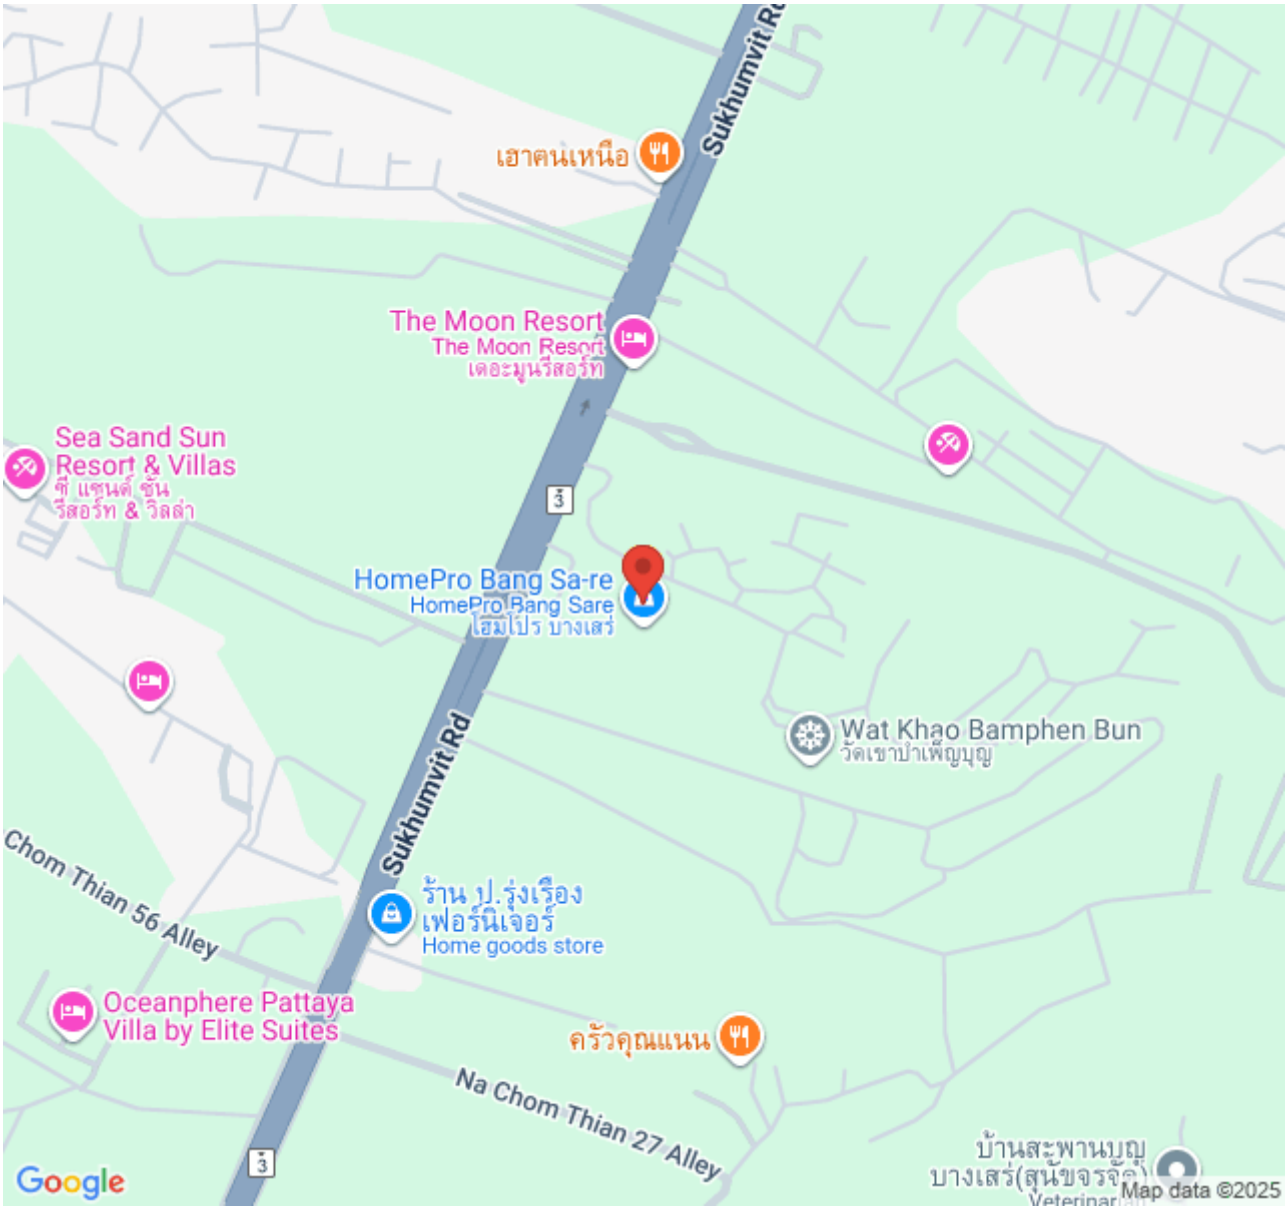 Sukhumvit Rd
เฮาคนเหนือ
The Moon Resort
The Moon Resort
เดอะมูนรีสอร์ท
Sea Sand Sun
Resort & Villas
ซี แซนด์ ซัน
รีสอร์ท & วิลล่า
3
HomePro Bang Sa-re
HomePro Bang Sare
โฮมโปร บางเสร่
Wat Khao Bamphen Bun
วัดเขาบำเพ็ญบุญ
Sukhumvit Rd
Chom Thian 56 Alley
ร้าน ป.รุ่งเรือง
เฟอร์นิเจอร์
Home goods store
Oceanphere Pattaya
Villa by Elite Suites
ครัวคุณแนน
Na Chom Thian 27 Alley
3
บ้านสะพานบุญ
บางเสร่(สุนัขจรจัด)
Veterinarian
Google
Map data ©2025